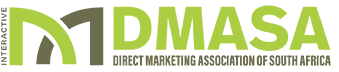 INTERACTIVE
DMASA
DIRECT MARKETING ASSOCIATION OF SOUTH AFRICA